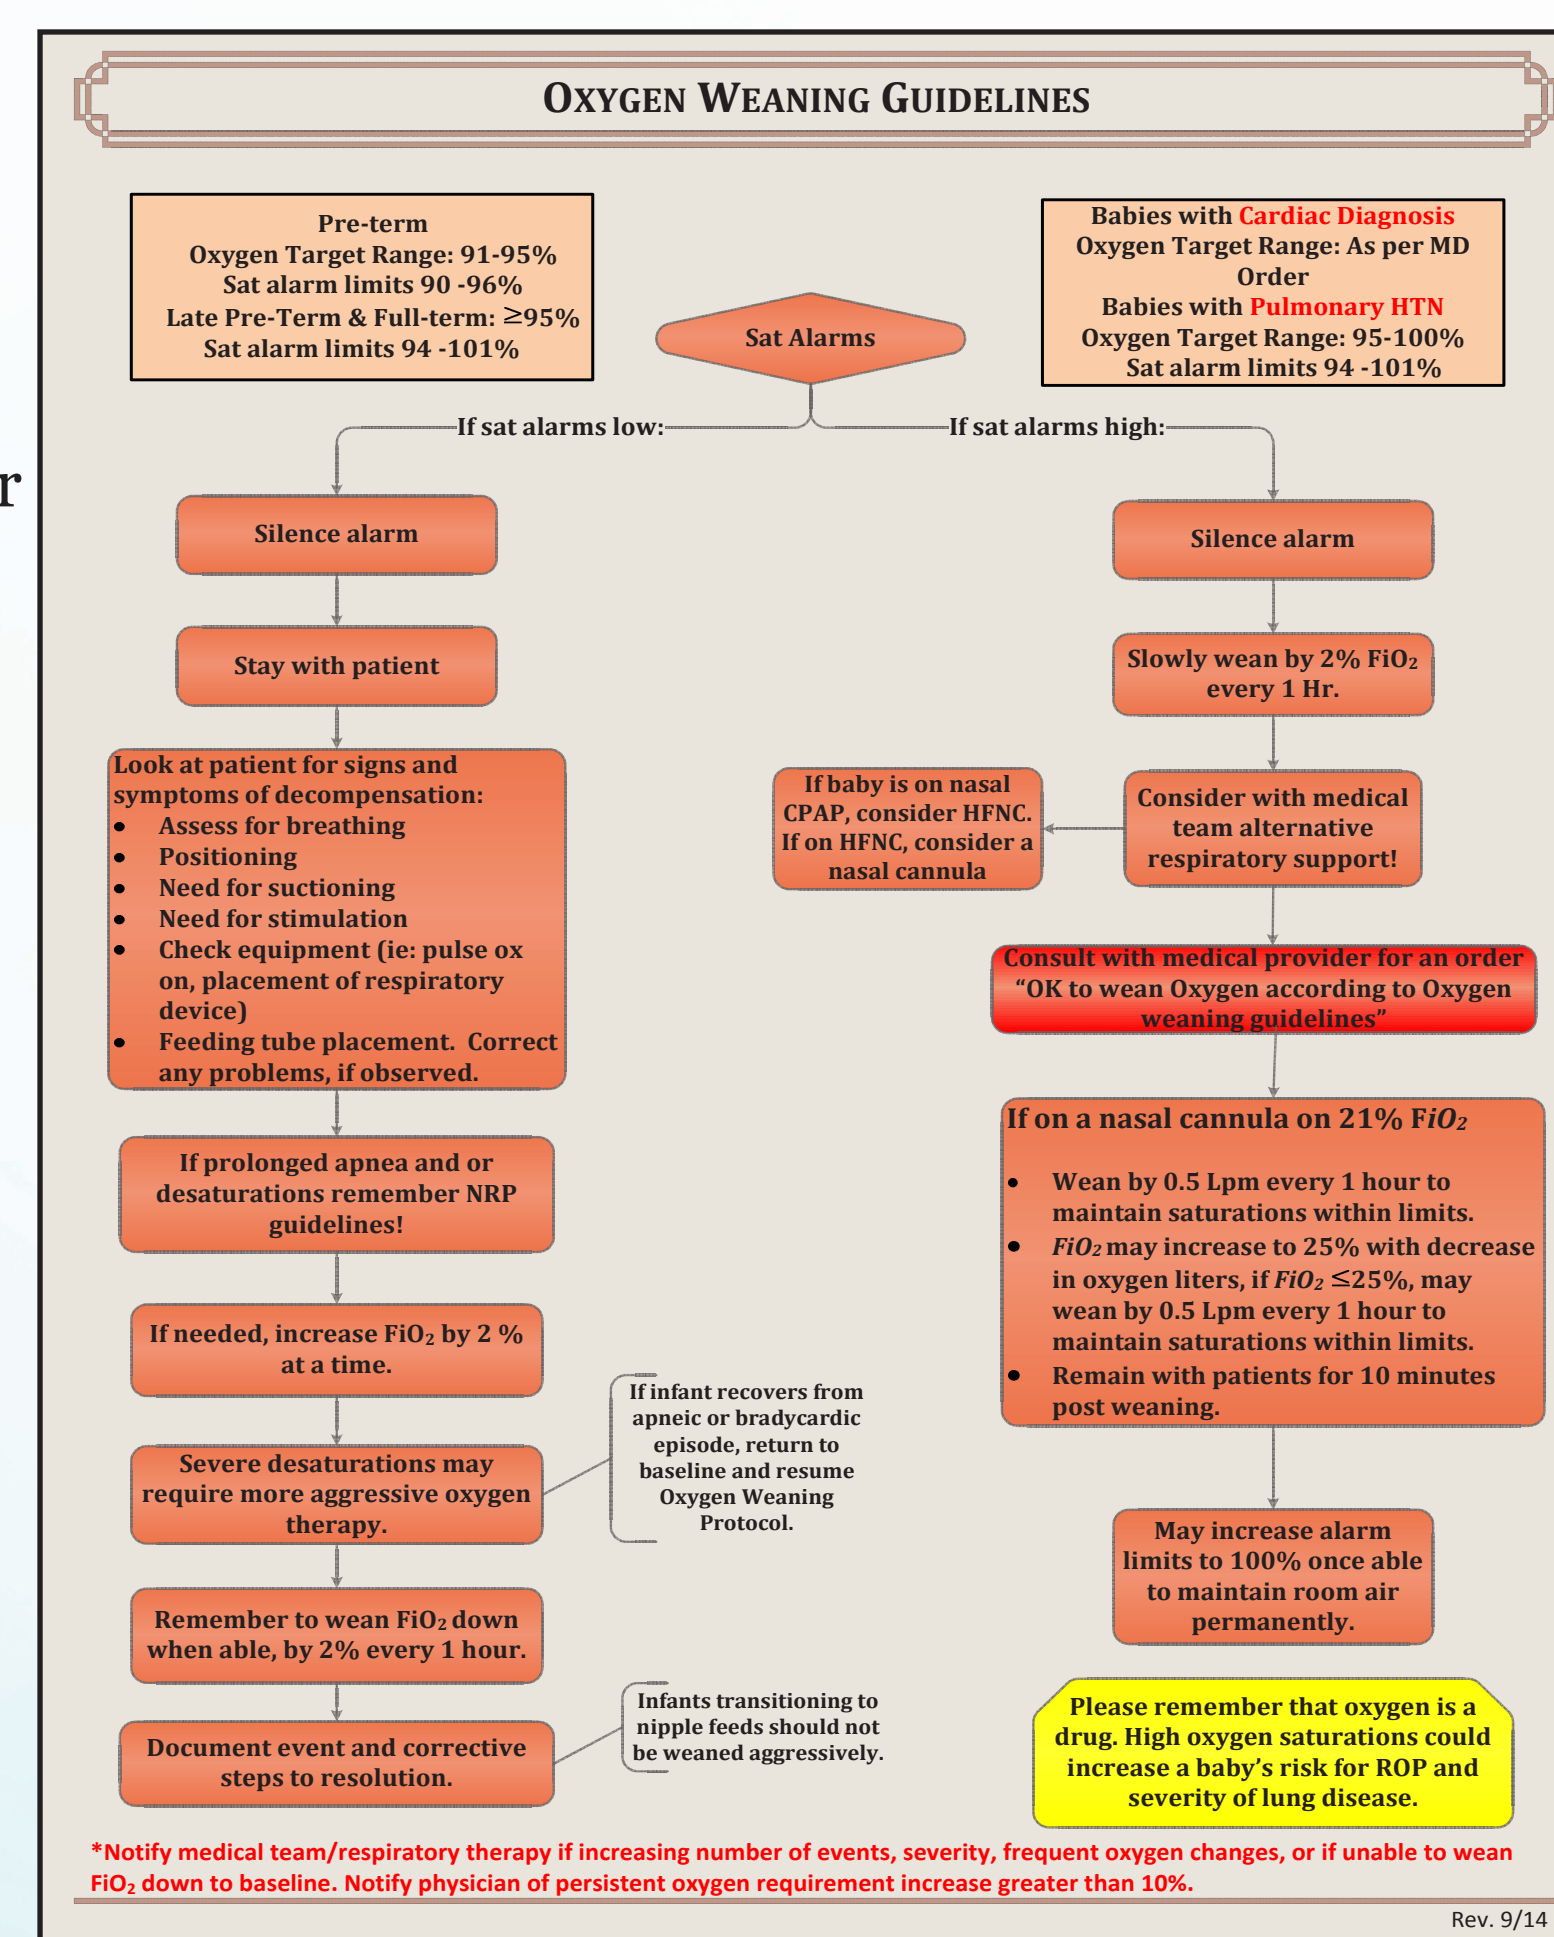 r
OXYGEN WEANING GUIDELINES
Pre-term
Oxygen Target Range: 91-95%
Sat alarm limits 90 -96%
Late Pre-Term & Full-term: ≥95%
Sat alarm limits 94 -101%
Babies with Cardiac Diagnosis
Oxygen Target Range: As per MD
Order
Babies with Pulmonary HTN
Oxygen Target Range: 95-100%
Sat alarm limits 94 -101%
Sat Alarms
If sat alarms low:
Silence alarm
Stay with patient
Look at patient for signs and
symptoms of decompensation:
• Assess for breathing
• Positioning
• Need for suctioning
• Need for stimulation
• Check equipment (ie: pulse ox
on, placement of respiratory
device)
• Feeding tube placement. Correct
any problems, if observed.
If prolonged apnea and or
desaturations remember NRP
guidelines!
If needed, increase FiO₂ by 2 %
at a time.
Severe desaturations may
require more aggressive oxygen
therapy.
If infant recovers from
apneic or bradycardic
episode, return to
baseline and resume
Oxygen Weaning
Protocol.
Remember to wean FiO₂ down
when able, by 2% every 1 hour.
Document event and corrective
steps to resolution.
Infants transitioning to
nipple feeds should not
be weaned aggressively.
If sat alarms high:
Silence alarm
Slowly wean by 2% FiO₂
every 1 Hr.
Consider with medical
team alternative
respiratory support!
If baby is on nasal
CPAP, consider HFNC.
If on HFNC, consider a
nasal cannula
Consult with medical provider for an order
“OK to wean Oxygen according to Oxygen
weaning guidelines”
If on a nasal cannula on 21% FiO₂
• Wean by 0.5 Lpm every 1 hour to
maintain saturations within limits.
• FiO₂ may increase to 25% with decrease
in oxygen liters, if FiO₂ ≤25%, may
wean by 0.5 Lpm every 1 hour to
maintain saturations within limits.
• Remain with patients for 10 minutes
post weaning.
May increase alarm
limits to 100% once able
to maintain room air
permanently.
Please remember that oxygen is a
drug. High oxygen saturations could
increase a baby’s risk for ROP and
severity of lung disease.
*Notify medical team/respiratory therapy if increasing number of events, severity, frequent oxygen changes, or if unable to wean
FiO₂ down to baseline. Notify physician of persistent oxygen requirement increase greater than 10%.
Rev. 9/14